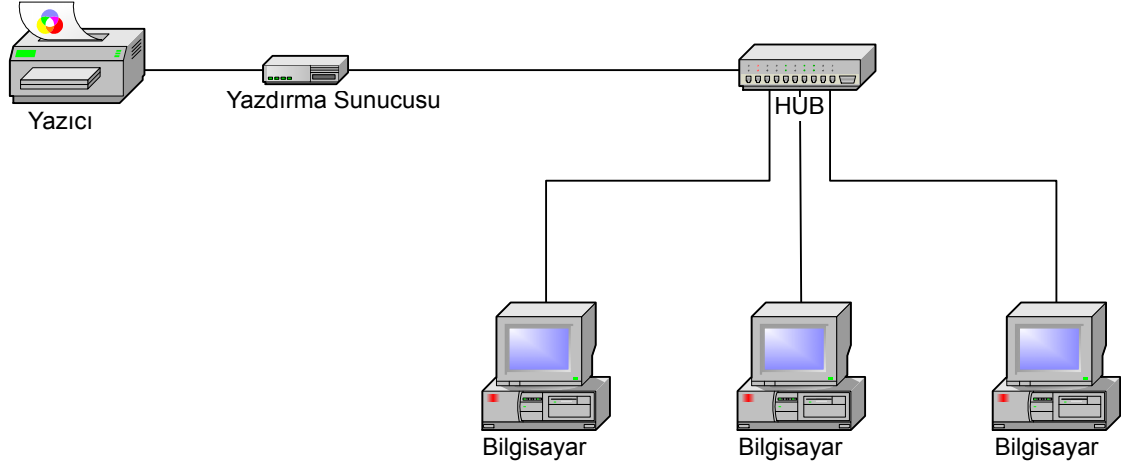 Yazıcı
Yazdırma Sunucusu
HUB
Bilgisayar
Bilgisayar
Bilgisayar